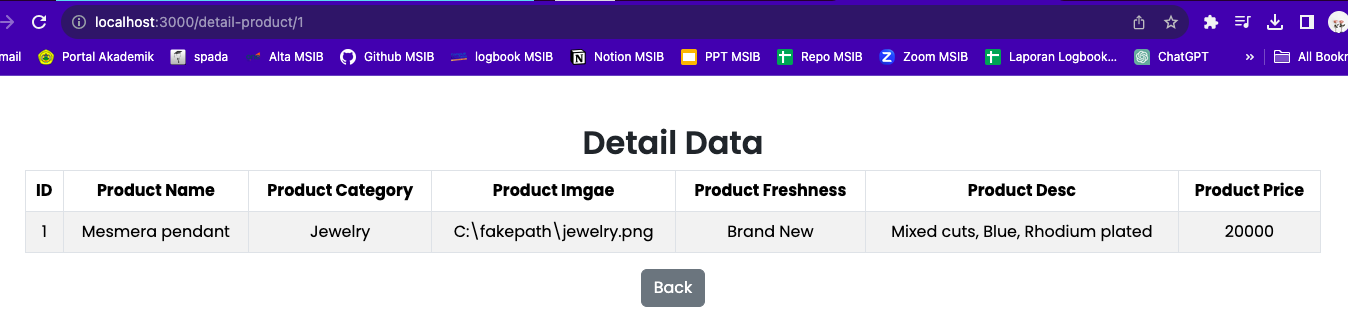 localhost:3000/detail-product/1
mail Portal Akademik spada Alta MSIB Github MSIB logbook MSIB Notion MSIB PPT MSIB Repo MSIB Zoom MSIB Laporan Logbook... ChatGPT » All Bookr
Detail Data
ID Product Name Product Category Product Imgae Product Freshness Product Desc Product Price
1 Mesmera pendant Jewelry C:\fakepath\jewelry.png Brand New Mixed cuts, Blue, Rhodium plated 20000
Back